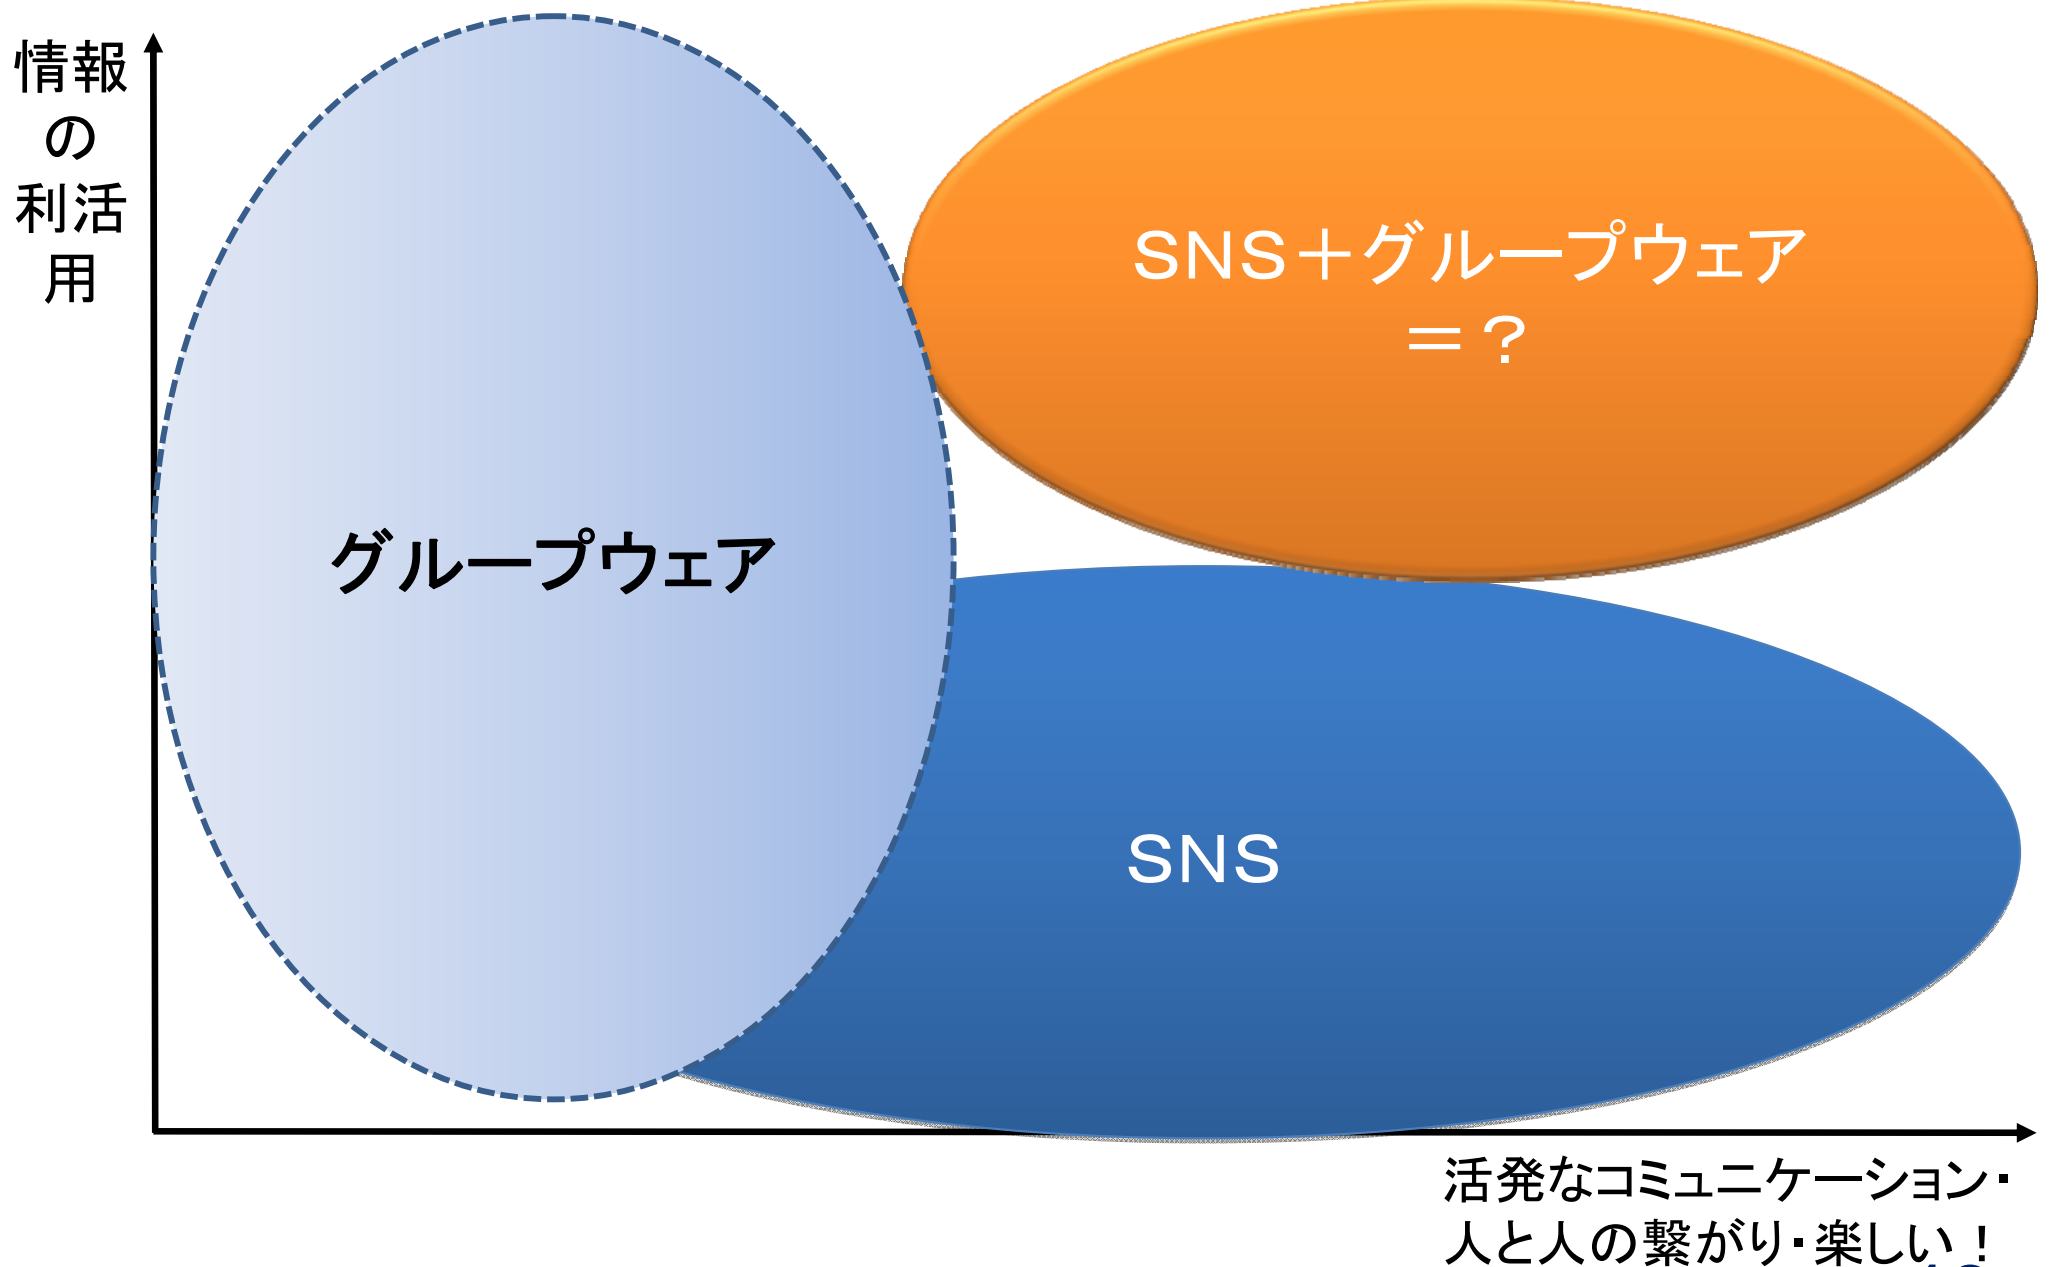 情報
の
利活
用
SNS+グループウェア
=?
グループウェア
SNS
活発なコミュニケーション・
人と人の繋がり・楽しい!